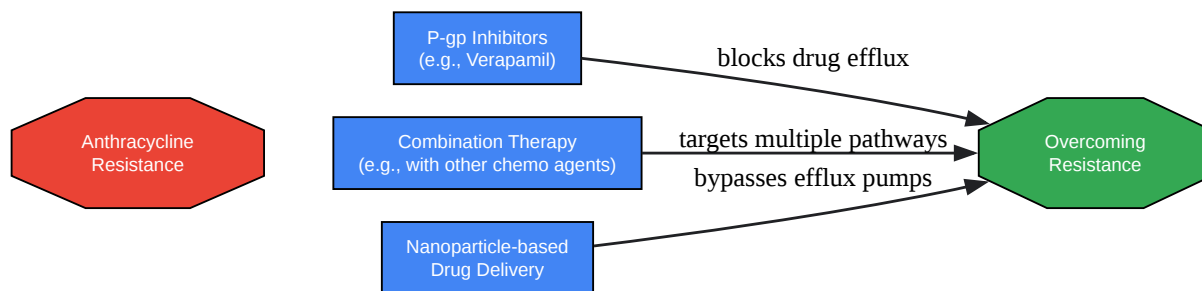 Anthracycline
Resistance
P-gp Inhibitors
(e.g., Verapamil)
blocks drug efflux
Combination Therapy
(e.g., with other chemo agents)
targets multiple pathways
bypasses efflux pumps
Nanoparticle-based
Drug Delivery
Overcoming
Resistance